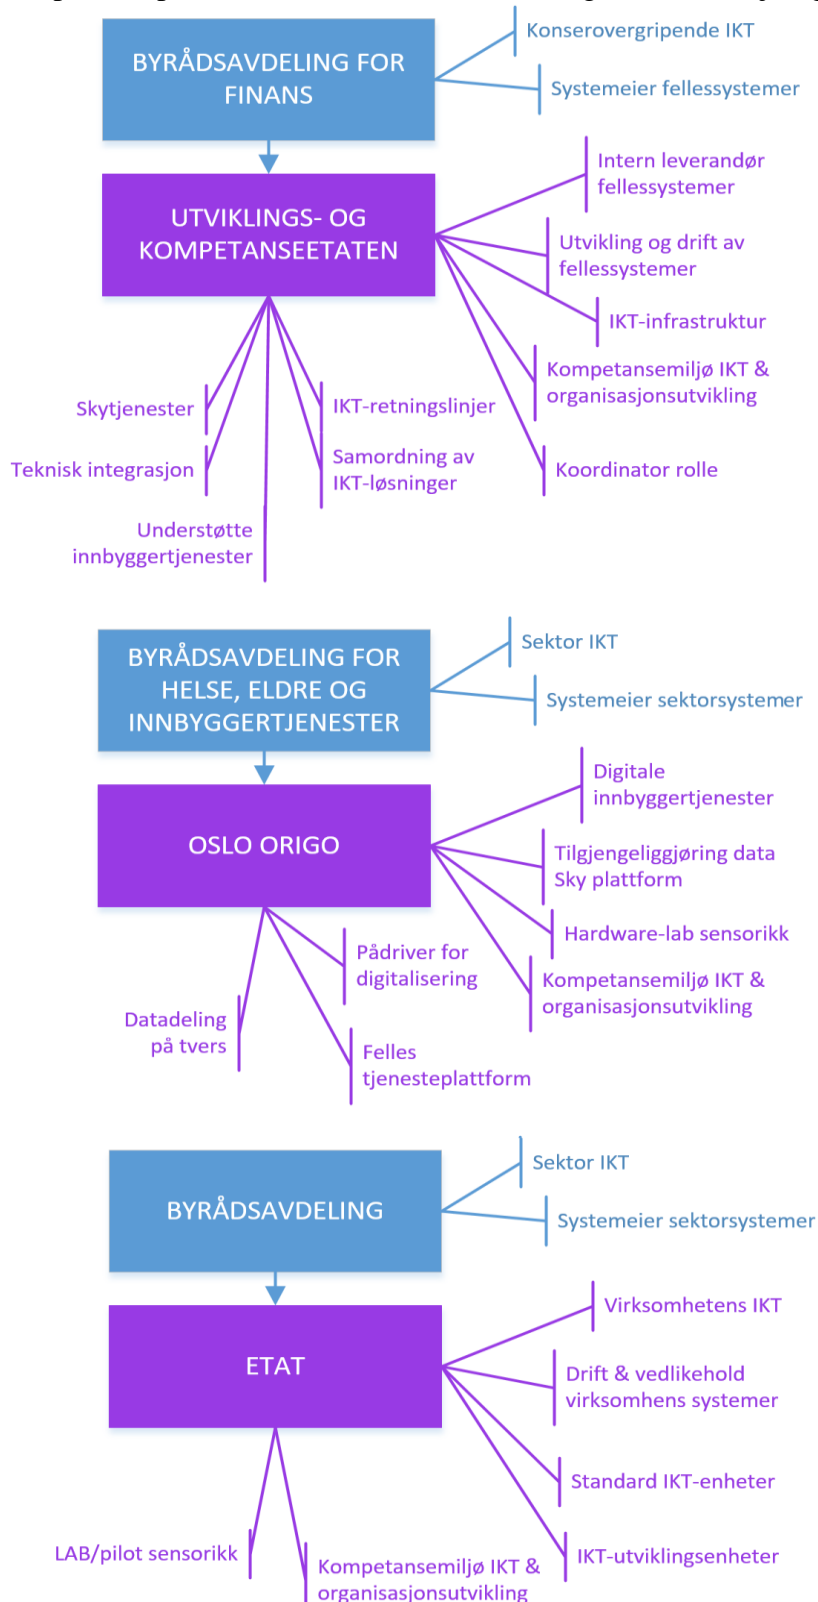 Konserovergripende IKT
BYRÅDSAVDELING FOR
FINANS
Systemeier fellessystemer
Intern leverandør
fellessystemer
UTVIKLINGS- OG
KOMPETANSEETATEN
Utvikling og drift av
fellessystemer
IKT-infrastruktur
Kompetansemiljø IKT &
organisasjonsutvikling
Skytjenester
IKT-retningslinjer
Teknisk integrasjon
Samordning av
IKT-løsninger
Koordinator rolle
Understøtte
innbyggertjenester
Sektor IKT
BYRÅDSAVDELING FOR
HELSE, ELDRE OG
INNBYGGERTJENESTER
Systemeier sektorsystemer
Digitale
innbyggertjenester
OSLO ORIGO
Tilgjengeliggjøring data
Sky plattform
Hardware-lab sensorikk
Pådriver for
digitalisering
Kompetansemiljø IKT &
organisasjonsutvikling
Datadeling
på tvers
Felles
tjenesteplattform
Sektor IKT
BYRÅDSAVDELING
Systemeier sektorsystemer
Virksomhetens IKT
ETAT
Drift & vedlikehold
virksomhens systemer
Standard IKT-enheter
LAB/pilot sensorikk
IKT-utviklingsenheter
Kompetansemiljø IKT &
organisasjonsutvikling